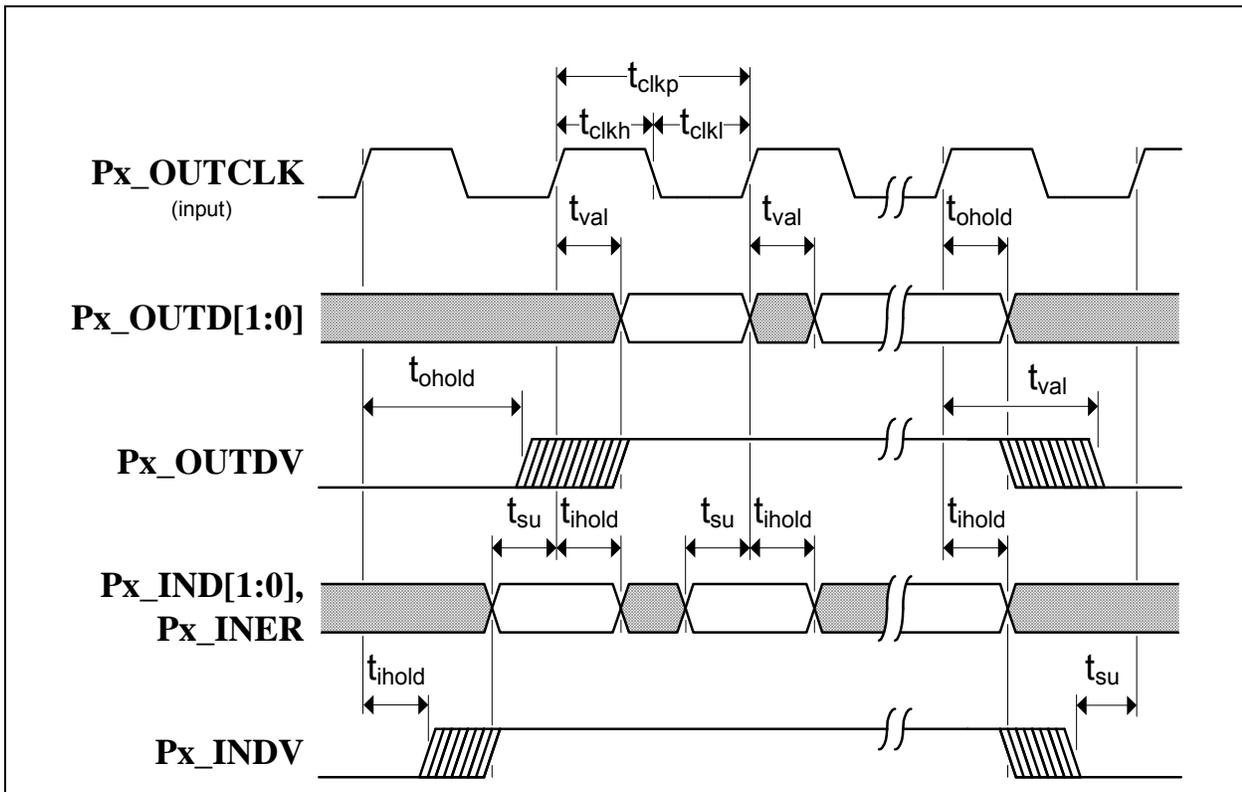 tclkp
tclkh tclkl
Px_OUTCLK
(input)
tval tval tohold
Px_OUTD[1:0]
tohold tval
Px_OUTDV
tsu tihold tsu tihold tihold
Px_IND[1:0],
Px_INER
tihold tsu
Px_INDV